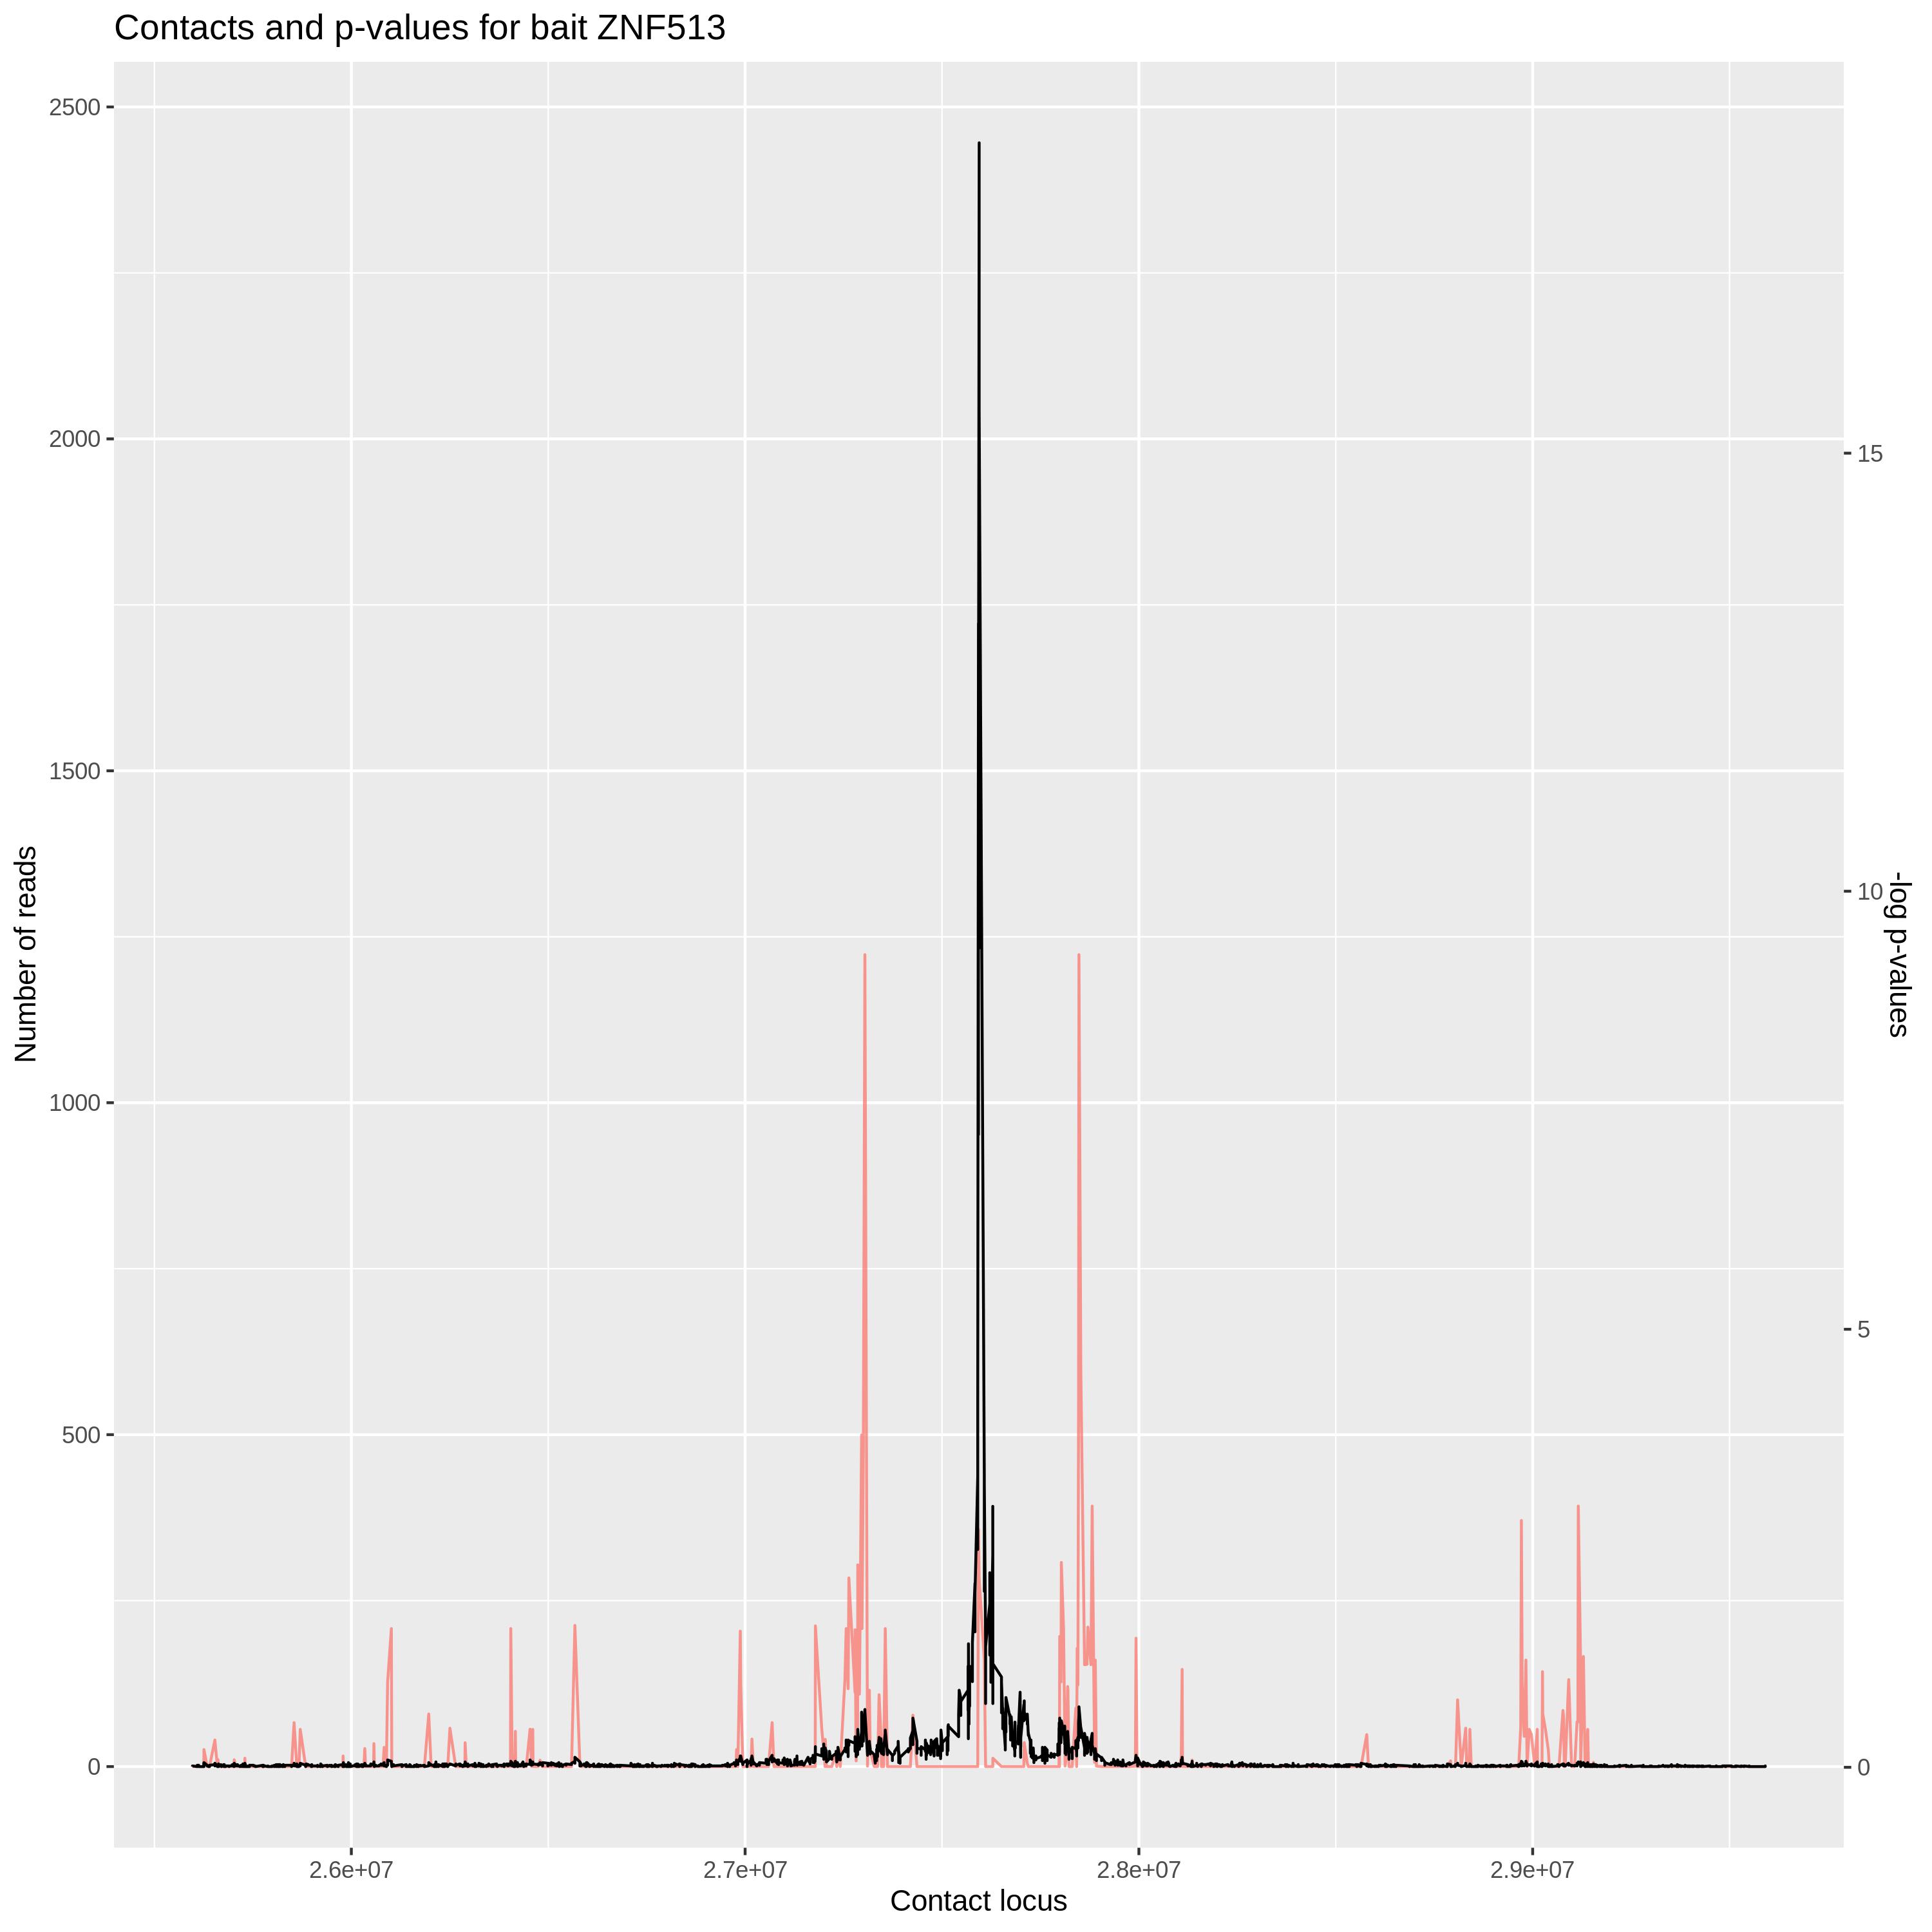 Contacts and p-values for bait ZNF513
2500
2000
1500
1000
500
0
Number of reads
15
10
5
0
-log p-values
2.6e+07
2.7e+07
2.8e+07
2.9e+07
Contact locus